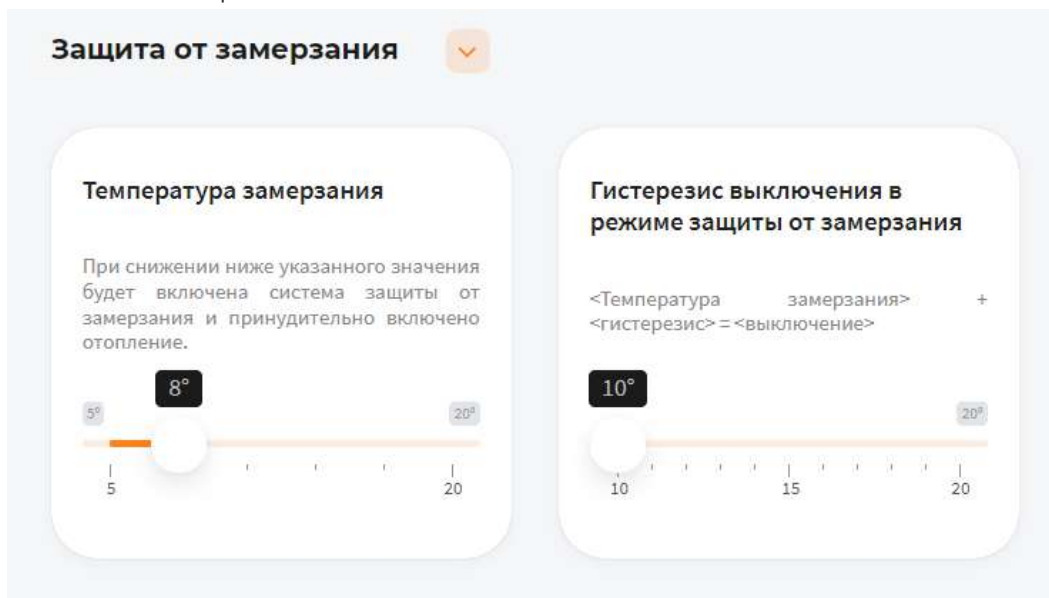 Защита от замерзания
Температура замерзания
При снижении ниже указанного значения
будет включена система защиты от
замерзания и принудительно включено
отопление.
8°
5°
20°
5
20
Гистерезис выключения в
режиме защиты от замерзания
<Температура замерзания> +
<гистерезис> = <выключение>
10°
20°
10
15
20